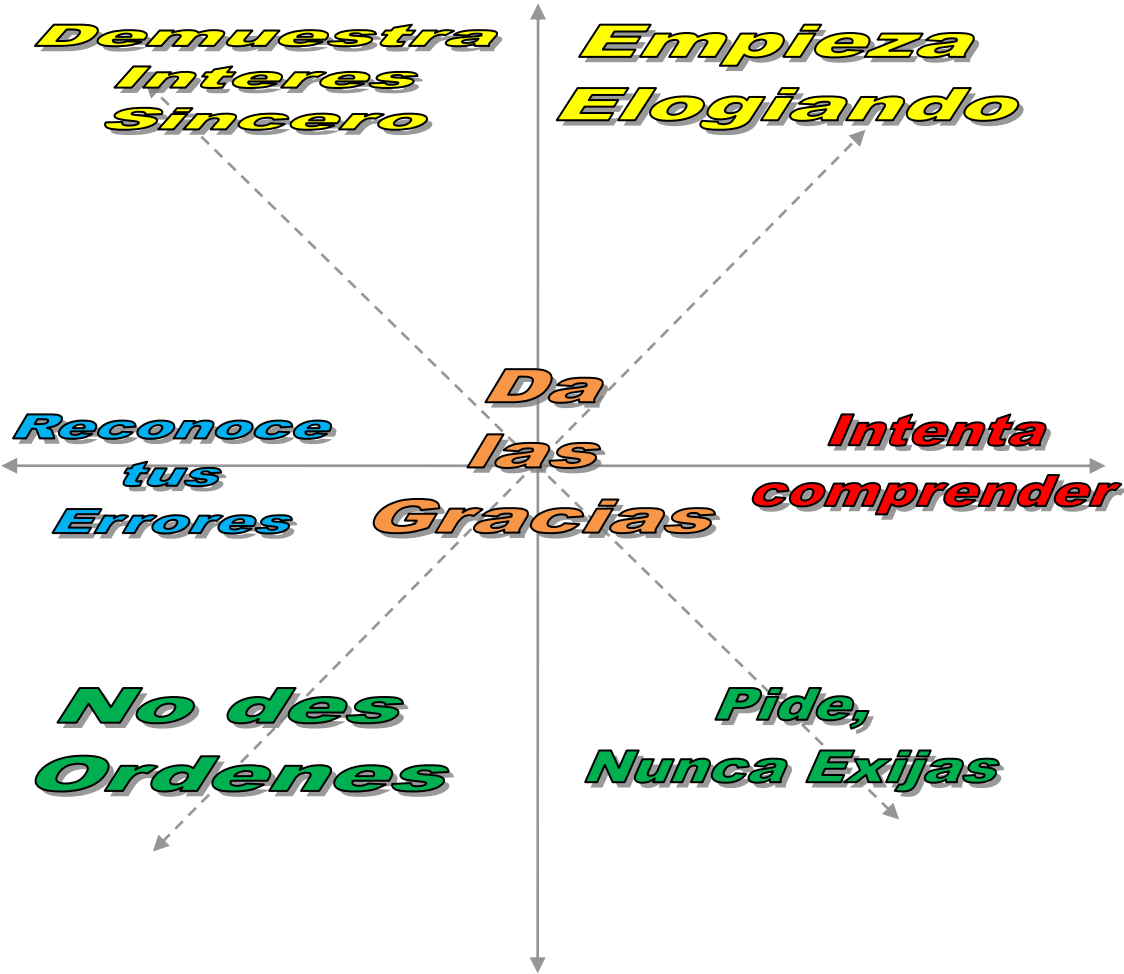 Demuestra
Interes
Sincero
Empieza
Elogiando
Da
las
Gracias
Reconoce
tus
Errores
Intenta
comprender
No des
Ordenes
Pide,
Nunca Exijas